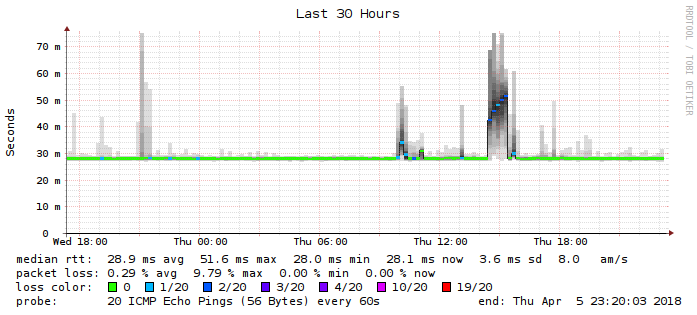 Last 30 Hours
RRDTOOL / TOBI OETIKER
Seconds
70 m
60 m
50 m
40 m
30 m
20 m
10 m
0
Wed 18:00 Thu 00:00 Thu 06:00 Thu 12:00 Thu 18:00
median rtt: 28.9 ms avg 51.6 ms max 28.0 ms min 28.1 ms now 3.6 ms sd 8.0 am/s
packet loss: 0.29 % avg 9.79 % max 0.00 % min 0.00 % now
loss color: 0 1/20 2/20 3/20 4/20 10/20 19/20
probe: 20 ICMP Echo Pings (56 Bytes) every 60s end: Thu Apr 5 23:20:03 2018